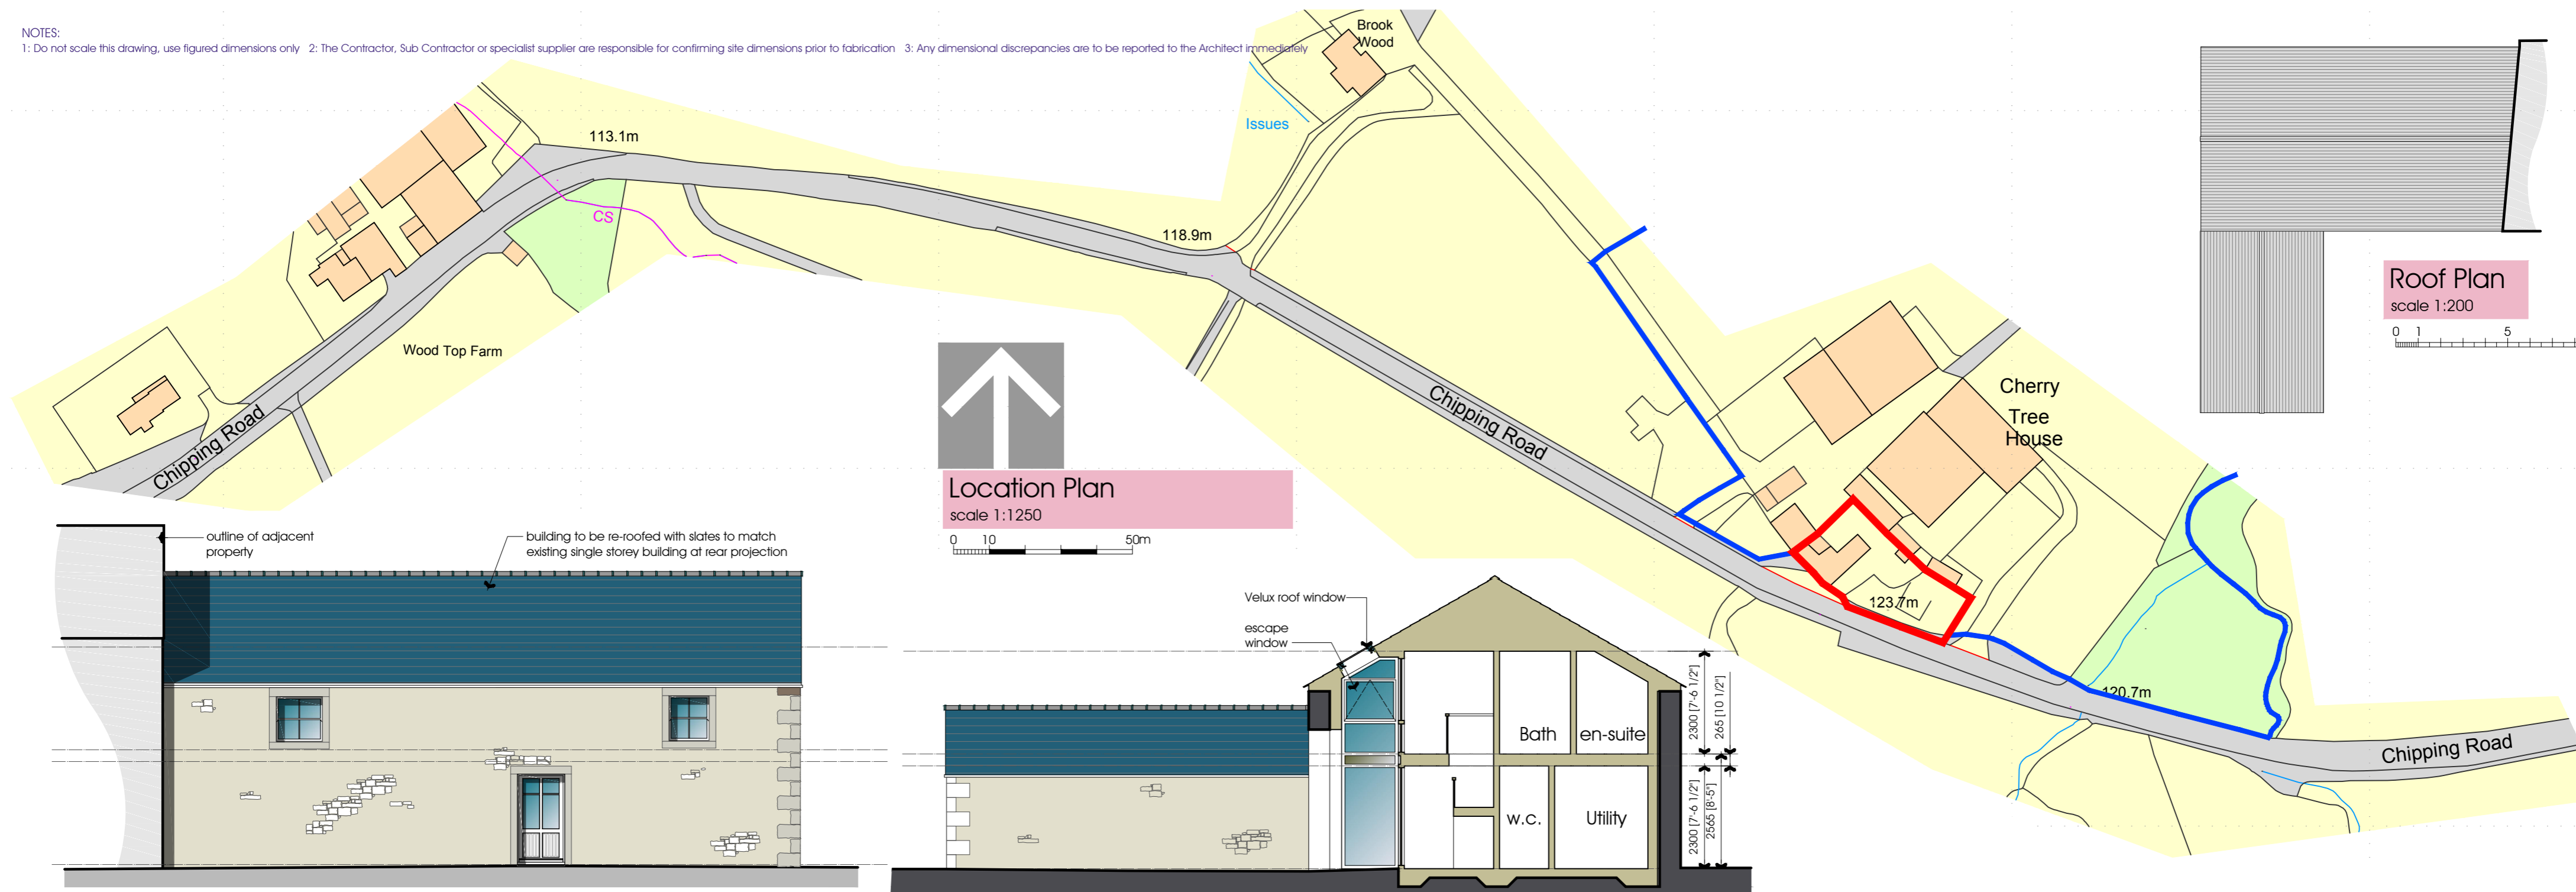 NOTES:
1: Do not scale this drawing, use figured dimensions only 2: The Contractor, Sub Contractor or specialist supplier are responsible for confirming site dimensions prior to fabrication 3: Any dimensional discrepancies are to be reported to the Architect immediately
Brook
Wood
Issues
113.1m
CS
118.9m
Wood Top Farm
Chipping Road
Location Plan
scale 1:1250
0 10 50m
Chipping Road
Cherry
Tree
House
123.7m
120.7m
Chipping Road
Roof Plan
scale 1:200
0 1 5
outline of adjacent
property
building to be re-roofed with slates to match
existing single storey building at rear projection
Velux roof window
escape
window
Bath
en-suite
w.c.
Utility
2300 [7'-6 1/2"]
265 [10 1/2"]
2300 [7'-6 1/2"]
2565 [8'-5"]